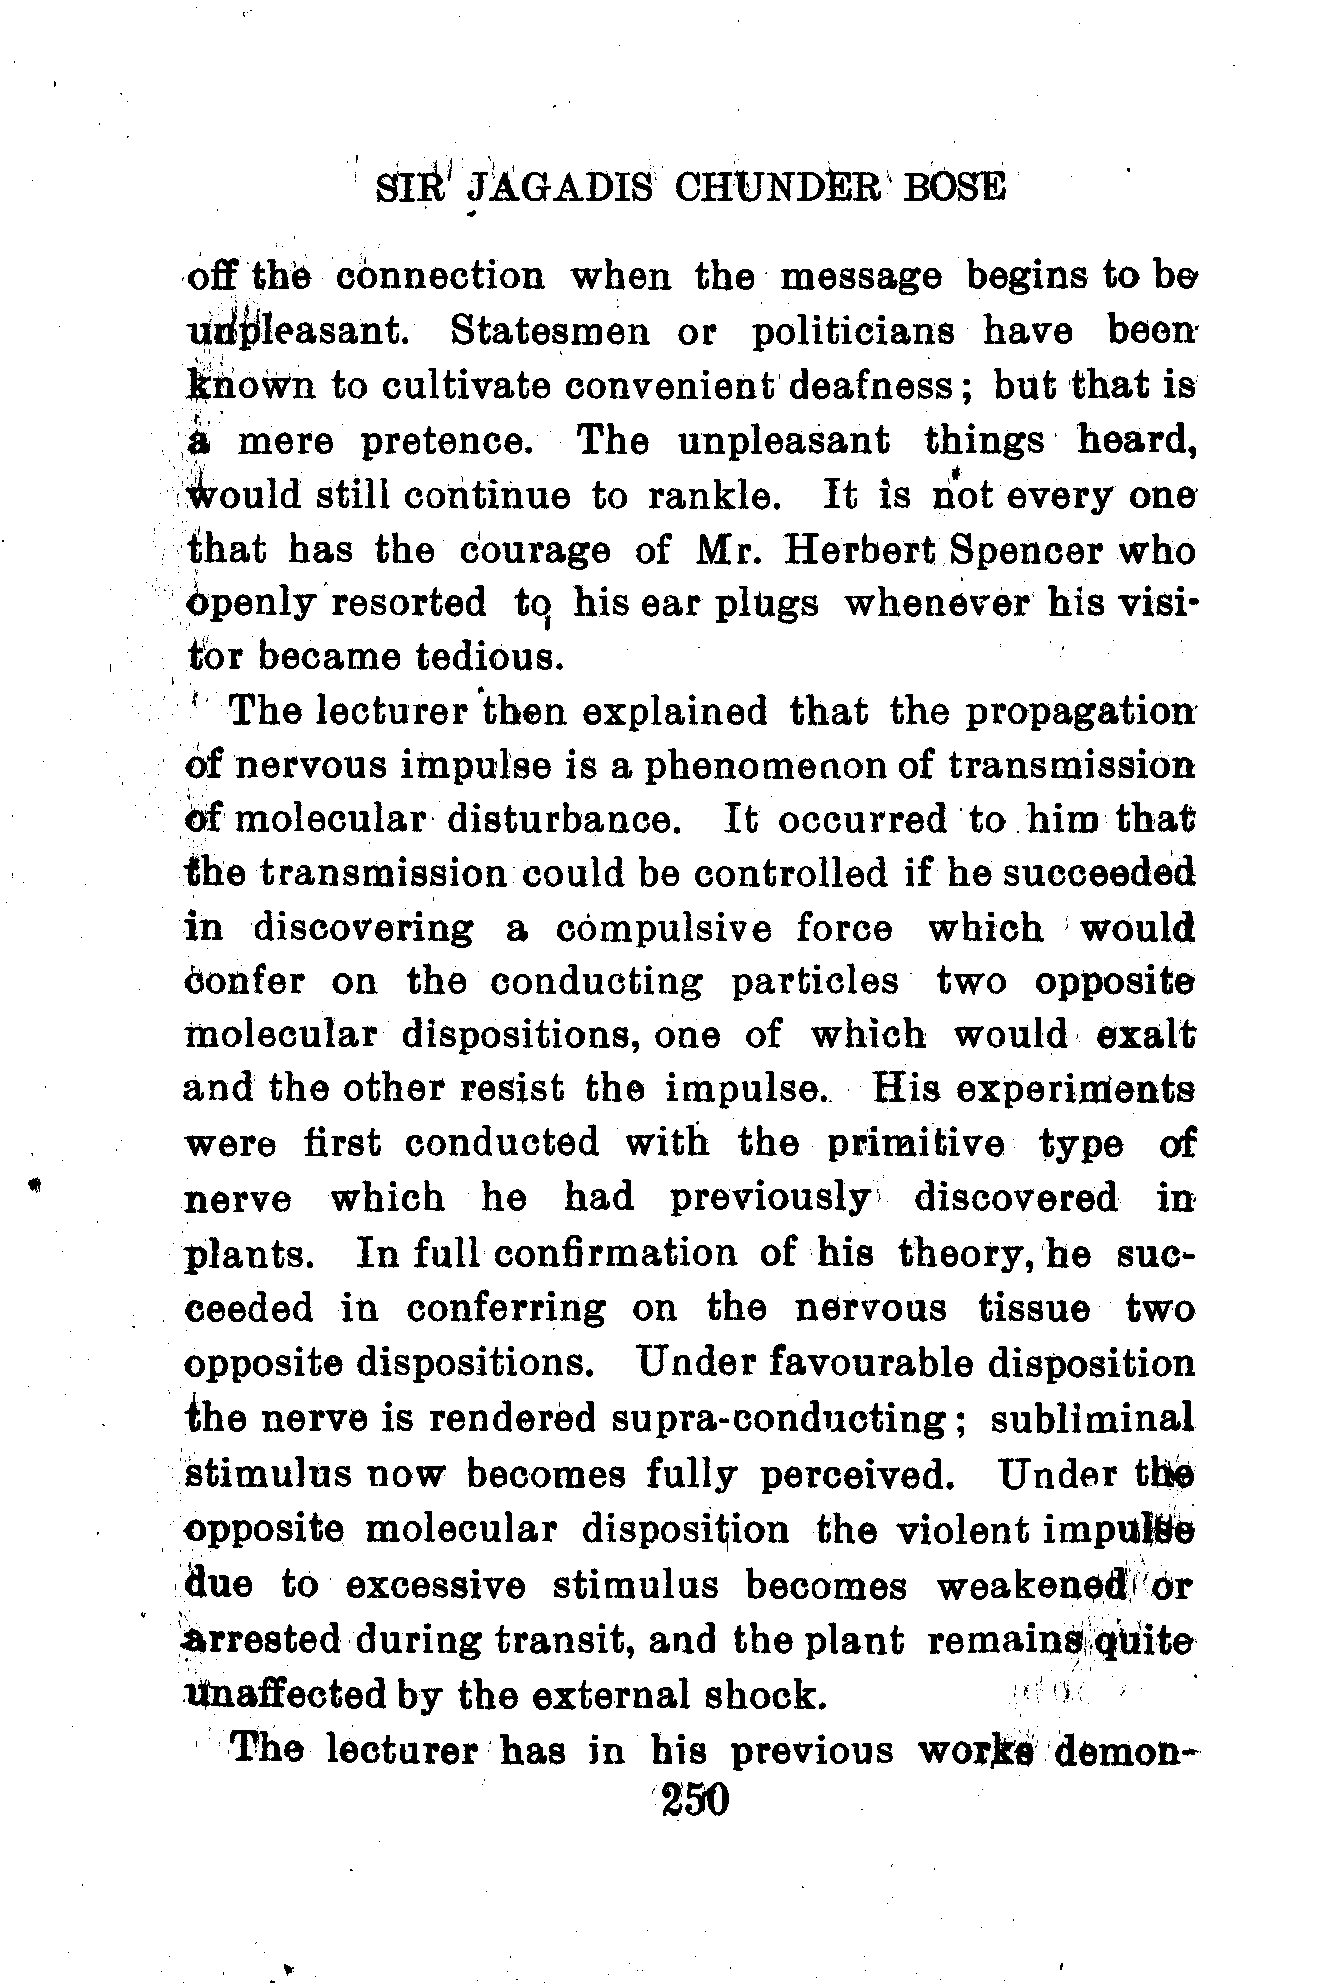 SIR JAGADIS CHUNDER BOSE
off the connection when the message begins to be
unpleasant. Statesmen or politicians have been
known to cultivate convenient deafness; but that is
a mere pretence. The unpleasant things heard,
would still continue to rankle. It is not every one
that has the courage of Mr. Herbert Spencer who
openly resorted to his ear plugs whenever his visi-
tor became tedious.
The lecturer then explained that the propagation
of nervous impulse is a phenomenon of transmission
of molecular disturbance. It occurred to him that
the transmission could be controlled if he succeeded
in discovering a compulsive force which would
confer on the conducting particles two opposite
molecular dispositions, one of which would exalt
and the other resist the impulse. His experiments
were first conducted with the primitive type of
nerve which he had previously discovered in
plants. In full confirmation of his theory, he suc-
ceeded in conferring on the nervous tissue two
opposite dispositions. Under favourable disposition
the nerve is rendered supra-conducting; subliminal
stimulus now becomes fully perceived. Under the
opposite molecular disposition the violent impulse
due to excessive stimulus becomes weakened or
arrested during transit, and the plant remains quite
unaffected by the external shock.
The lecturer has in his previous works demon-
250